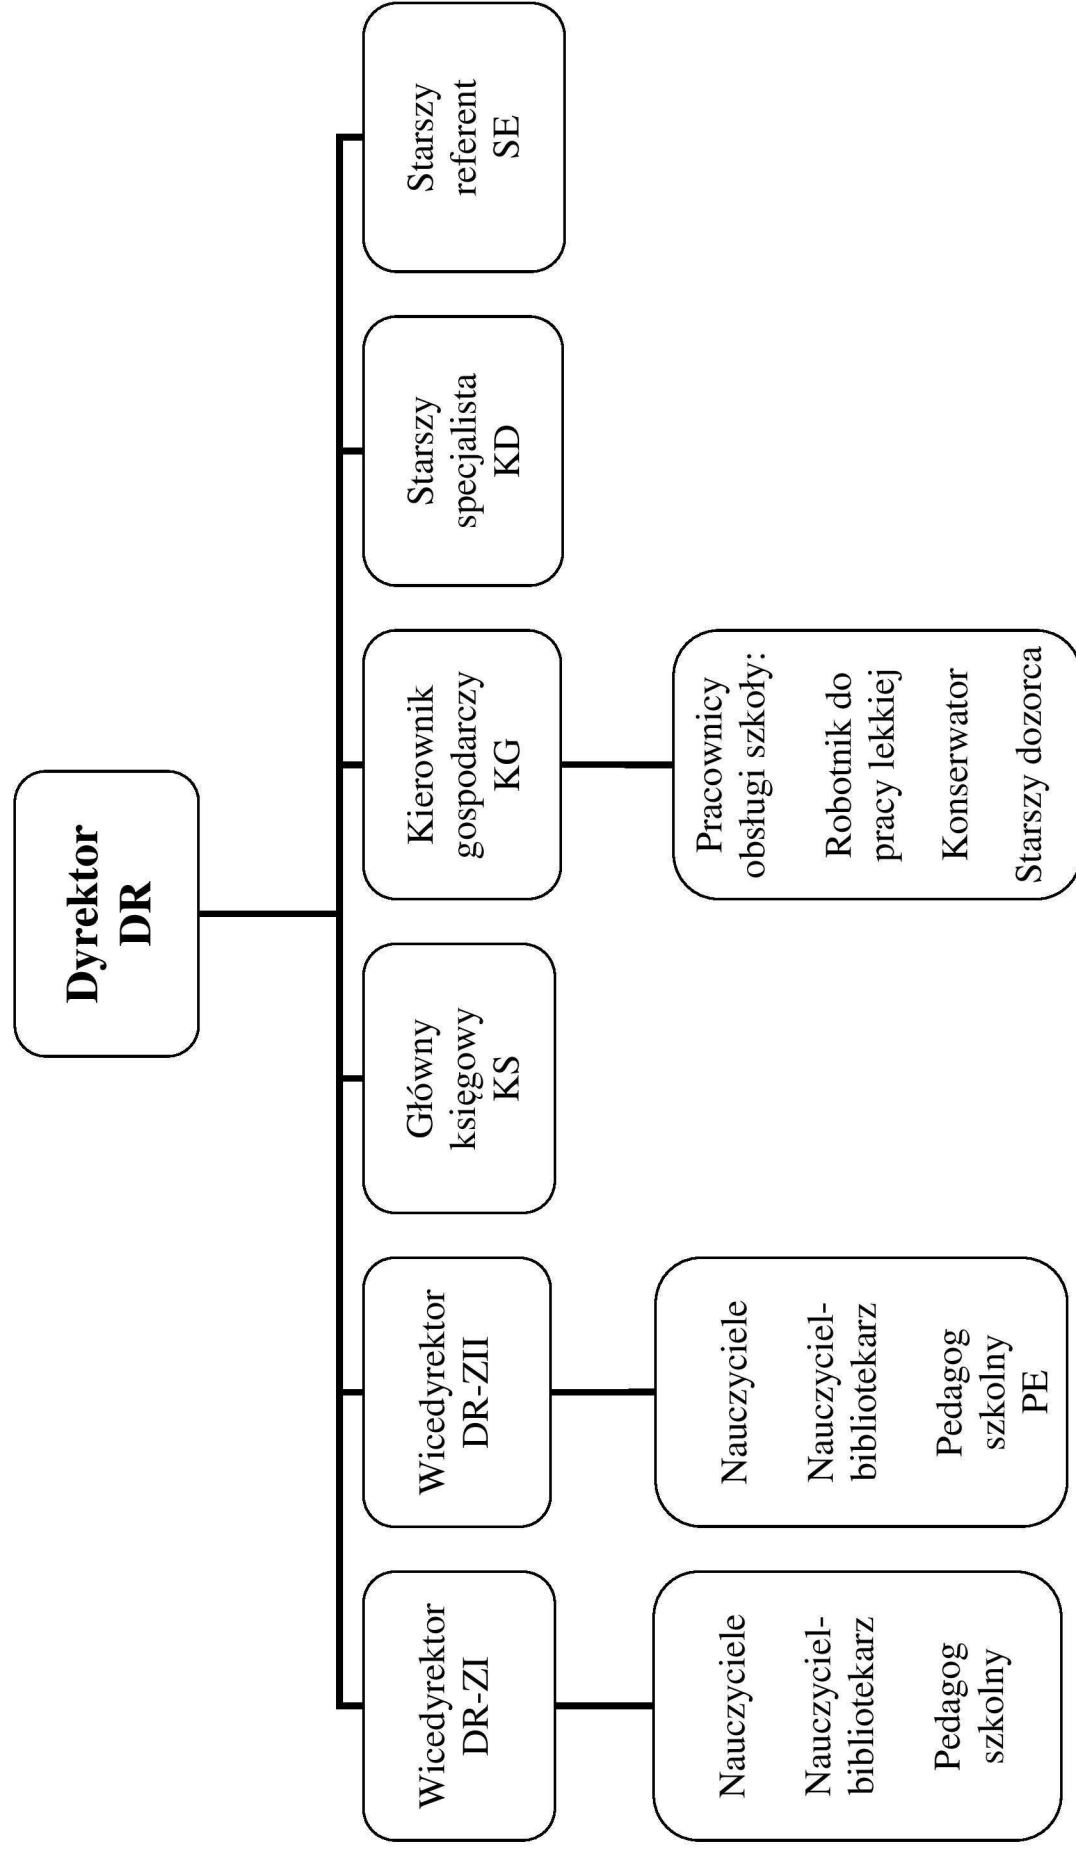 Dyrektor
DR
Wicedyrektor
DR-ZI
Wicedyrektor
DR-ZII
Główny
księgowy
KS
Kierownik
gospodarczy
KG
Starszy
specjalista
KD
Starszy
referent
SE
Nauczyciele
Nauczyciel-
bibliotekarz
Pedagog
szkolny
Nauczyciele
Nauczyciel-
bibliotekarz
Pedagog
szkolny
PE
Pracownicy
obsługi szkoły:
Robotnik do
pracy lekkiej
Konserwator
Starszy dozorca